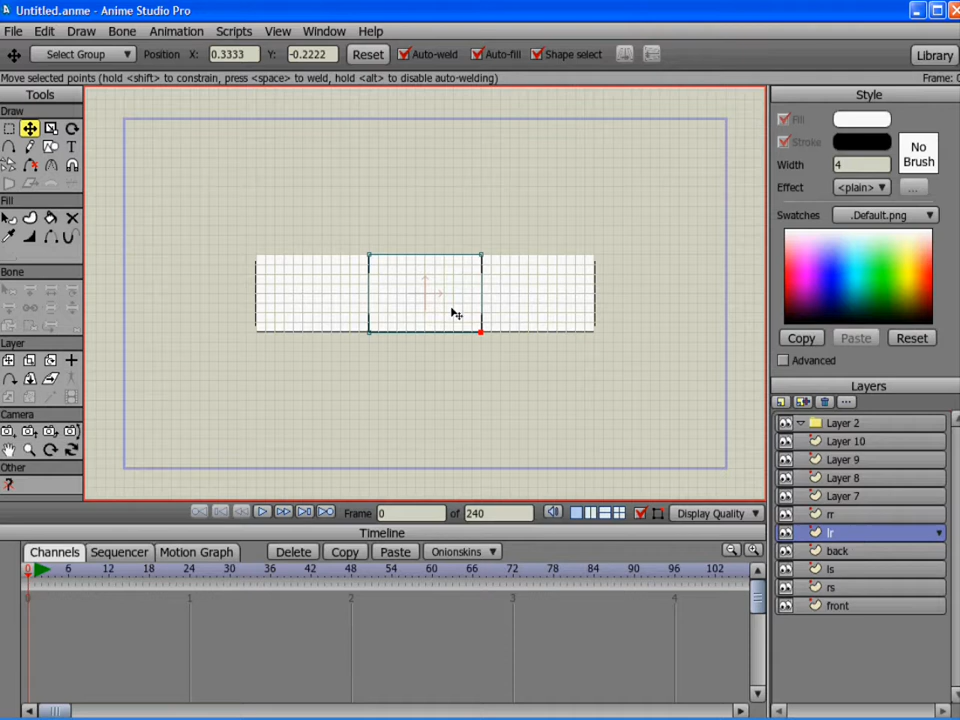 Untitled.anme - Anime Studio Pro
File Edit Draw Bone Animation Scripts View Window Help
Select Group Position X: 0.3333 Y: -0.2222 Reset Auto-weld Auto-fill Shape select Library
Move selected points (hold <shift> to constrain, press <space> to weld, hold <alt> to disable auto-welding) Frame: 0
Tools
Draw
T
Fill
Bone
Layer
Camera
Other
?
Style
Fill
Stroke
No Brush
Width 4
Effect <plain> ...
Swatches .Default.png
Copy Paste Reset
Advanced
Layers
...
Layer 2
Layer 10
Layer 9
Layer 8
Layer 7
rr
lr
back
ls
rs
front
Frame 0 of 240 Display Quality
Timeline
Channels Sequencer Motion Graph Delete Copy Paste Onionskins
0 6 12 18 24 30 36 42 48 54 60 66 72 78 84 90 96 102
0 1 2 3 4